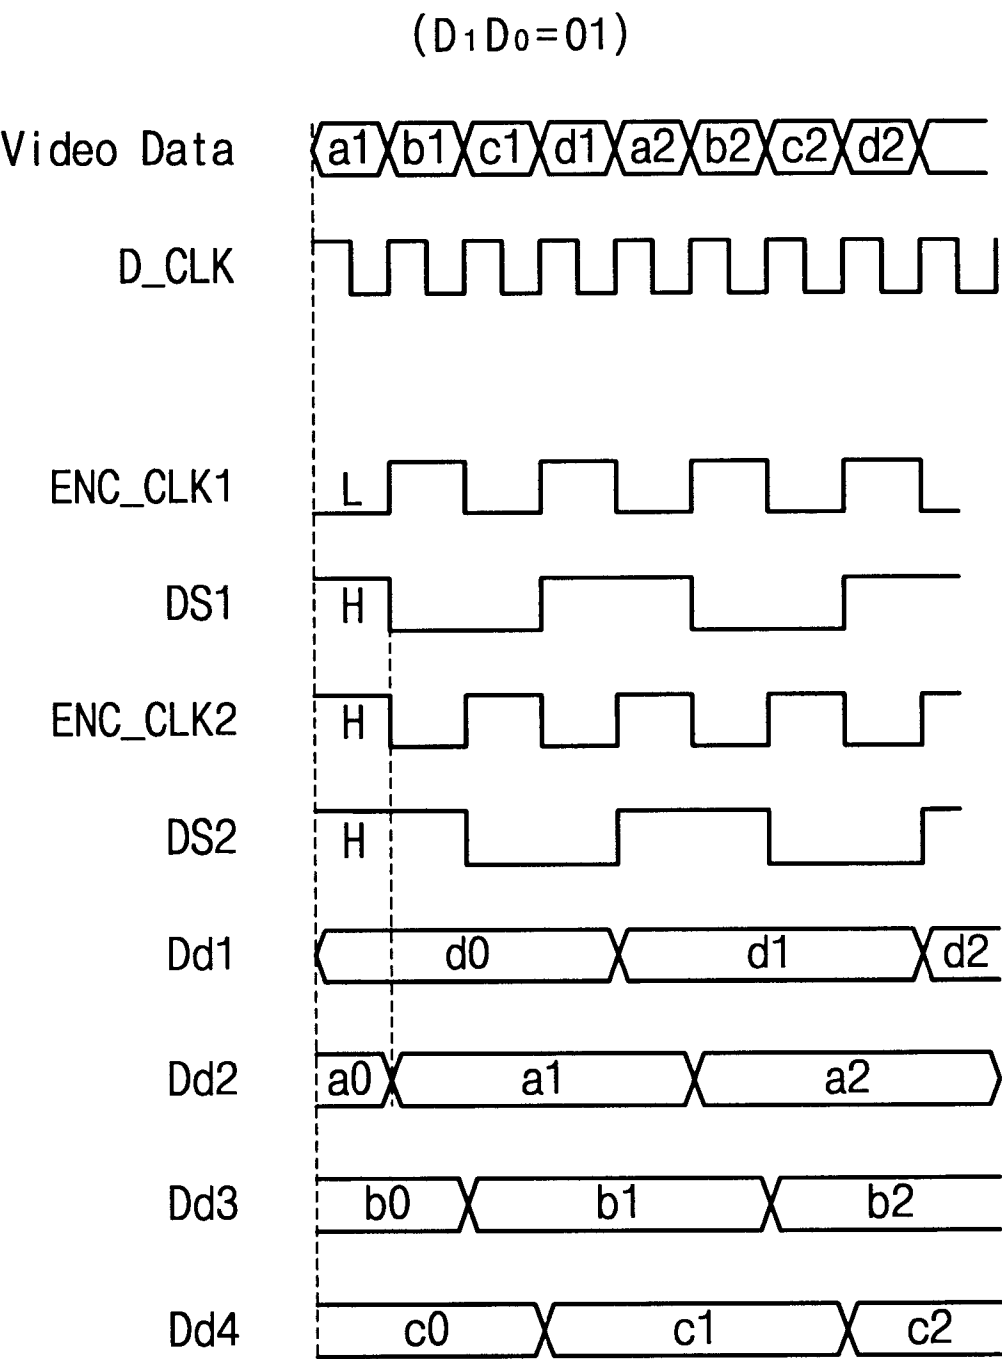 (D1D0=01)
Video Data a1 b1 c1 d1 a2 b2 c2 d2
D_CLK
ENC_CLK1 L
DS1 H
ENC_CLK2 H
DS2 H
Dd1 d0 d1 d2
Dd2 a0 a1 a2
Dd3 b0 b1 b2
Dd4 c0 c1 c2